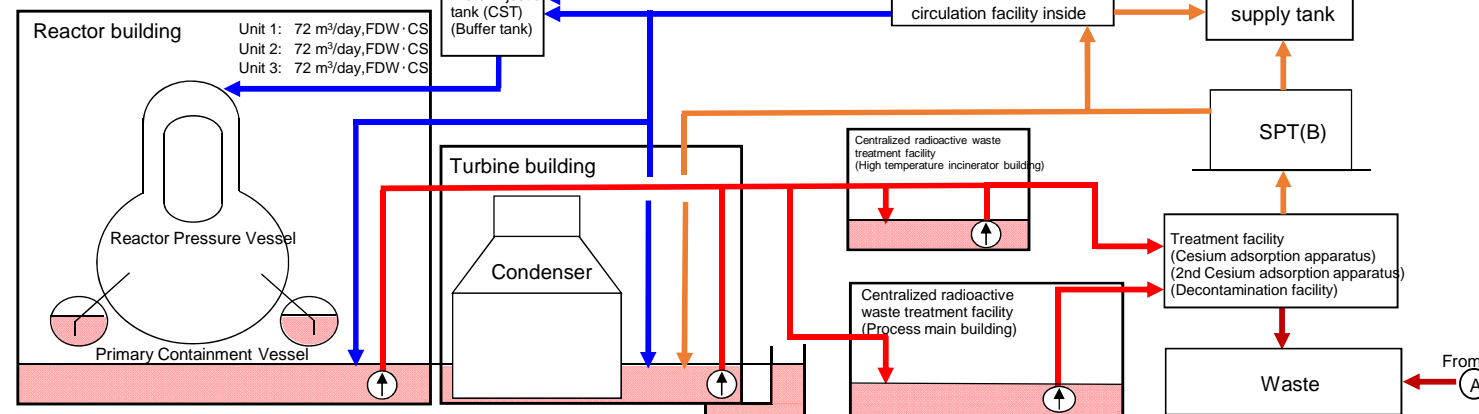 tank (CST)
(Buffer tank)
circulation facility inside
supply tank
Reactor building
Unit 1: 72 m³/day,FDW・CS
Unit 2: 72 m³/day,FDW・CS
Unit 3: 72 m³/day,FDW・CS
SPT(B)
Centralized radioactive waste
treatment facility
(High temperature incinerator building)
Turbine building
Reactor Pressure Vessel
Condenser
Treatment facility
(Cesium adsorption apparatus)
(2nd Cesium adsorption apparatus)
(Decontamination facility)
Centralized radioactive
waste treatment facility
(Process main building)
Primary Containment Vessel
From
Waste
A